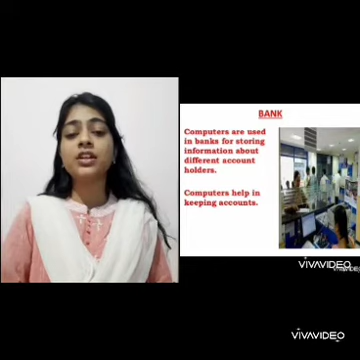 BANK
Computers are used
in banks for storing
information about
different account
holders.
Computers help in
keeping accounts.
VIVAVIDEO
VIVAVIDEO
VIVAVIDEO